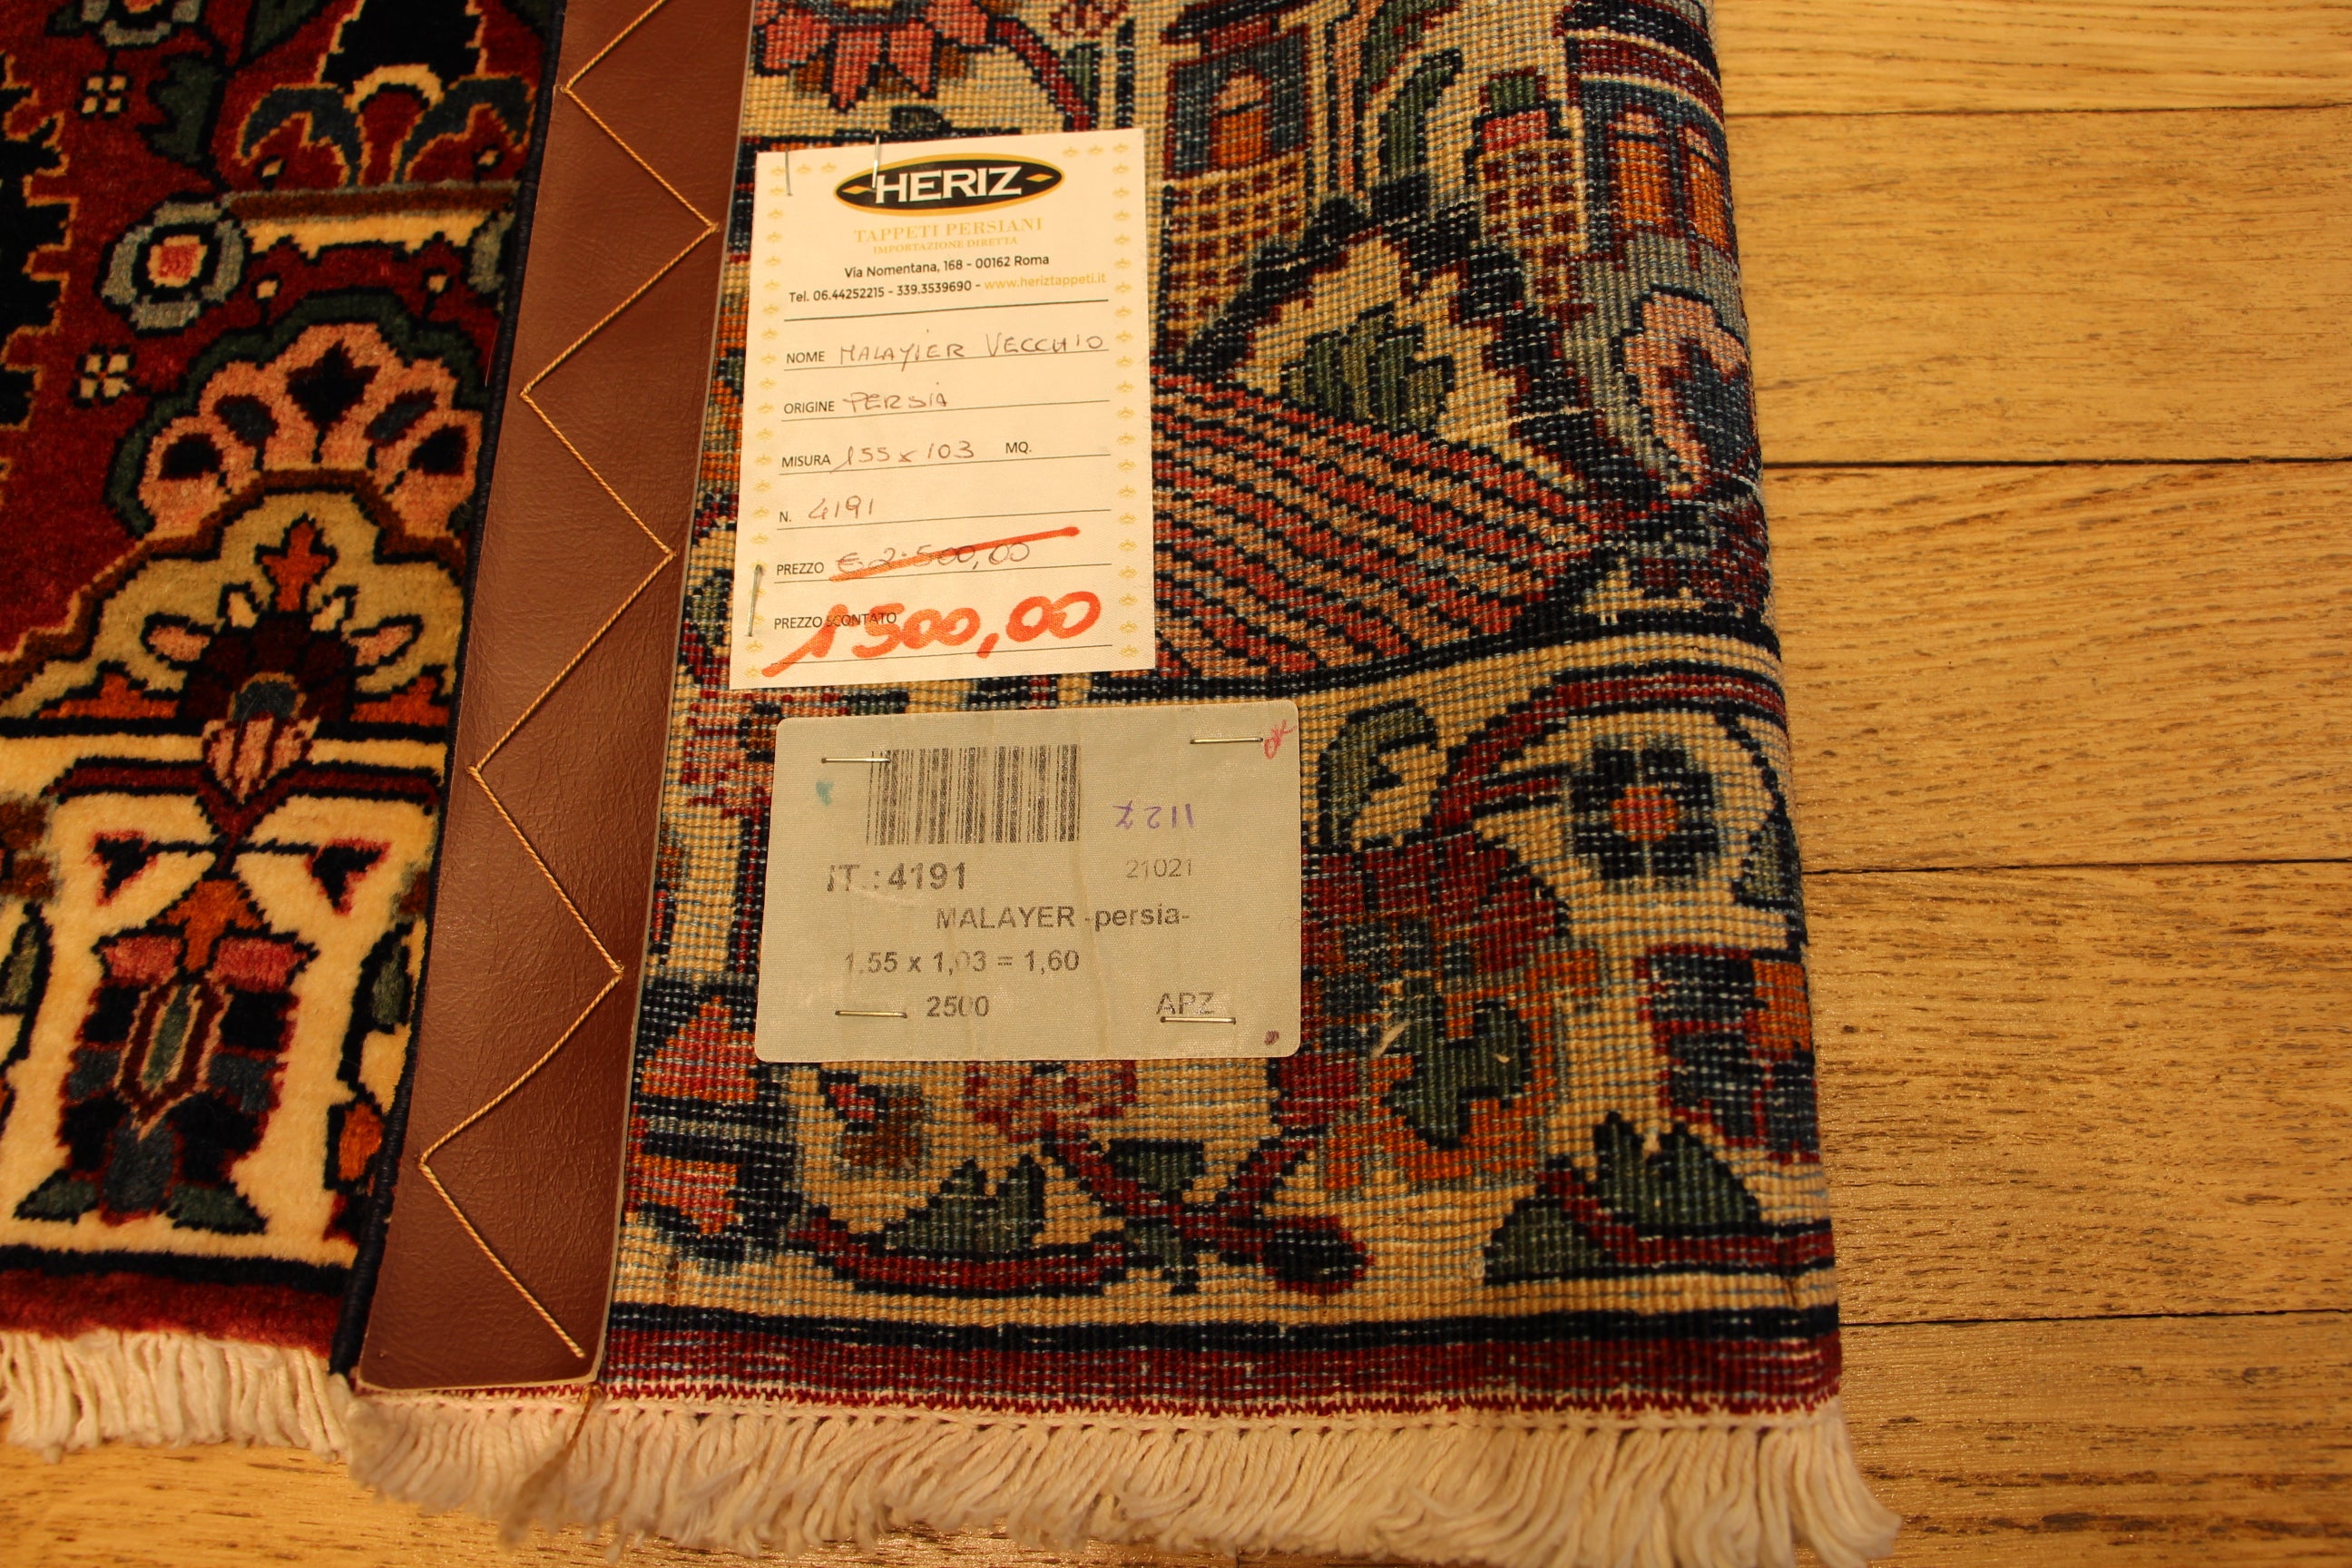 HERIZ
TAPPETI PERSIANI
IMPORTAZIONE DIRETTA
Via Nomentana, 168 - 00162 Roma
Tel. 06.44252215 - 339.3539690 - www.heriztappeti.it
NOME MALAYIER VECCHIO
ORIGINE PERSIA
MISURA 155 x 103 MQ.
N. 4191
PREZZO € 2.500,00
PREZZO SCONTATO
1500,00
OK
1127
IT.:4191 21021
MALAYER -persia-
1.55 x 1,03 = 1,60
2500 APZ